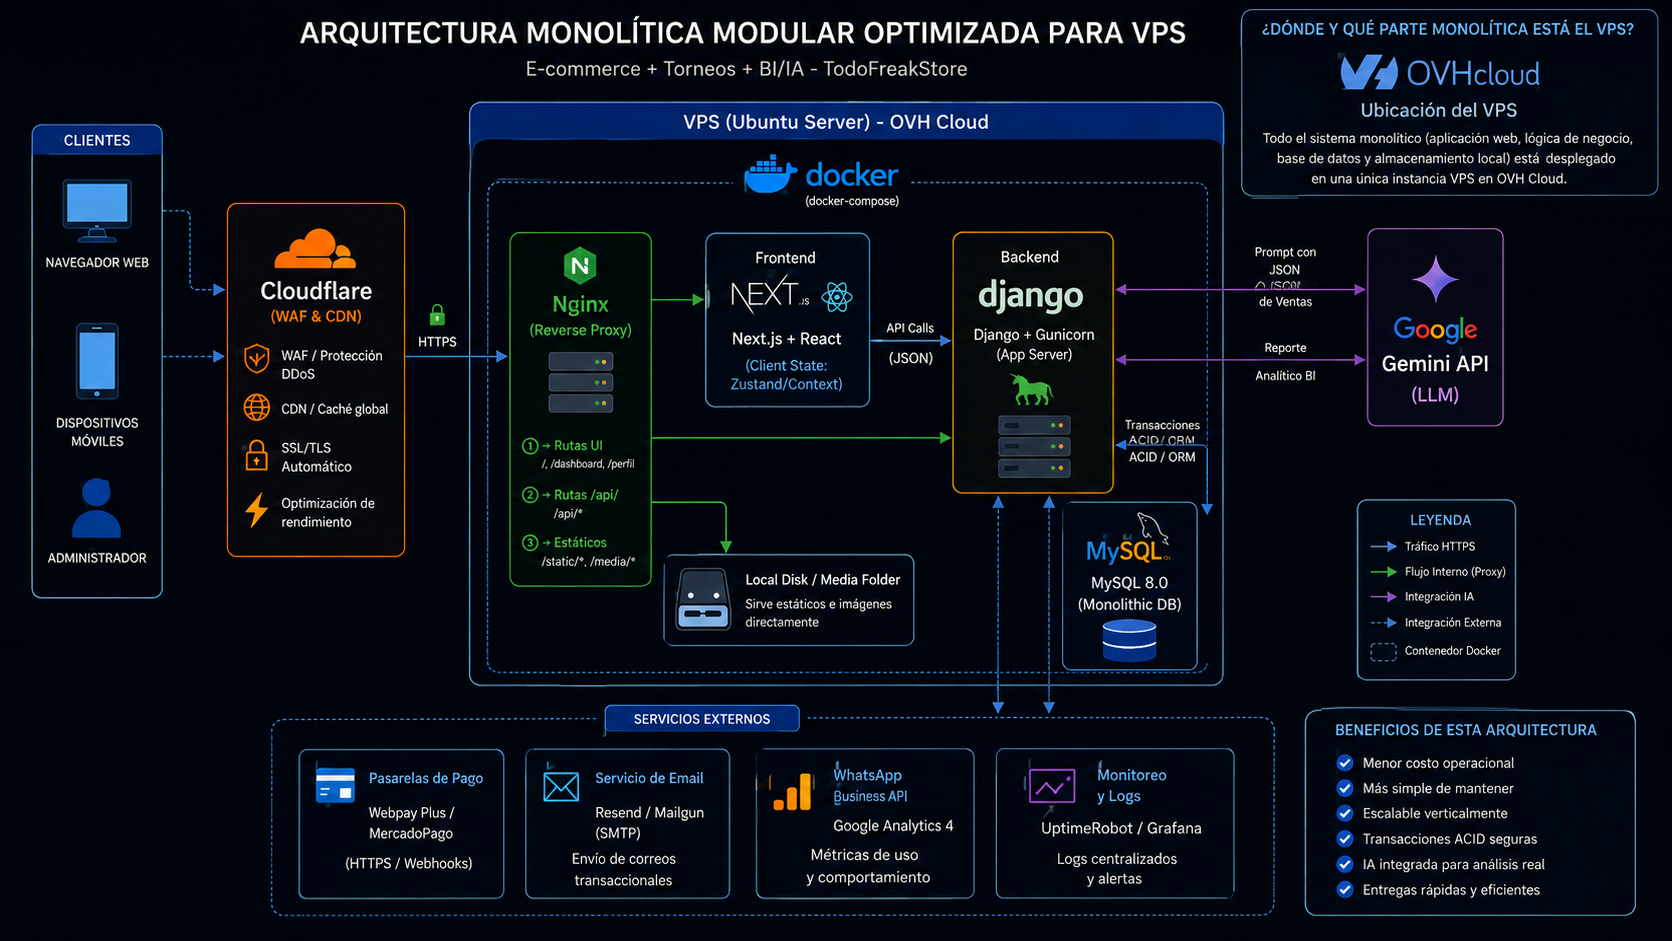 ARQUITECTURA MONOLÍTICA MODULAR OPTIMIZADA PARA VPS
E-commerce + Torneos + BI/IA - TodoFreakStore
¿DÓNDE Y QUÉ PARTE MONOLÍTICA ESTÁ EL VPS?
OVHcloud
Ubicación del VPS
Todo el sistema monolítico (aplicación web, lógica de negocio,
base de datos y almacenamiento local) está desplegado
en una única instancia VPS en OVH Cloud.
CLIENTES
NAVEGADOR WEB
DISPOSITIVOS
MÓVILES
ADMINISTRADOR
Cloudflare
(WAF & CDN)
WAF / Protección
DDoS
CDN / Caché global
SSL/TLS
Automático
Optimización de
rendimiento
HTTPS
VPS (Ubuntu Server) - OVH Cloud
docker
(docker-compose)
N
Nginx
(Reverse Proxy)
1 → Rutas UI
/, /dashboard, /perfil
2 → Rutas /api/
/api/*
3 → Estáticos
/static/*, /media/*
Frontend
NEXT.JS
Next.js + React
(Client State:
Zustand/Context)
API Calls
(JSON)
Backend
django
Django + Gunicorn
(App Server)
Local Disk / Media Folder
Sirve estáticos e imágenes
directamente
Transacciones
ACID / ORM
ACID / ORM
MySQL
MySQL 8.0
(Monolithic DB)
Prompt con
JSON
de Ventas
Reporte
Analítico BI
Google
Gemini API
(LLM)
LEYENDA
Tráfico HTTPS
Flujo Interno (Proxy)
Integración IA
Integración Externa
Contenedor Docker
SERVICIOS EXTERNOS
Pasarelas de Pago
Webpay Plus /
MercadoPago
(HTTPS / Webhooks)
Servicio de Email
Resend / Mailgun
(SMTP)
Envío de correos
transaccionales
WhatsApp
Business API
Google Analytics 4
Métricas de uso
y comportamiento
Monitoreo
y Logs
UptimeRobot / Grafana
Logs centralizados
y alertas
BENEFICIOS DE ESTA ARQUITECTURA
Menor costo operacional
Más simple de mantener
Escalable verticalmente
Transacciones ACID seguras
IA integrada para análisis real
Entregas rápidas y eficientes